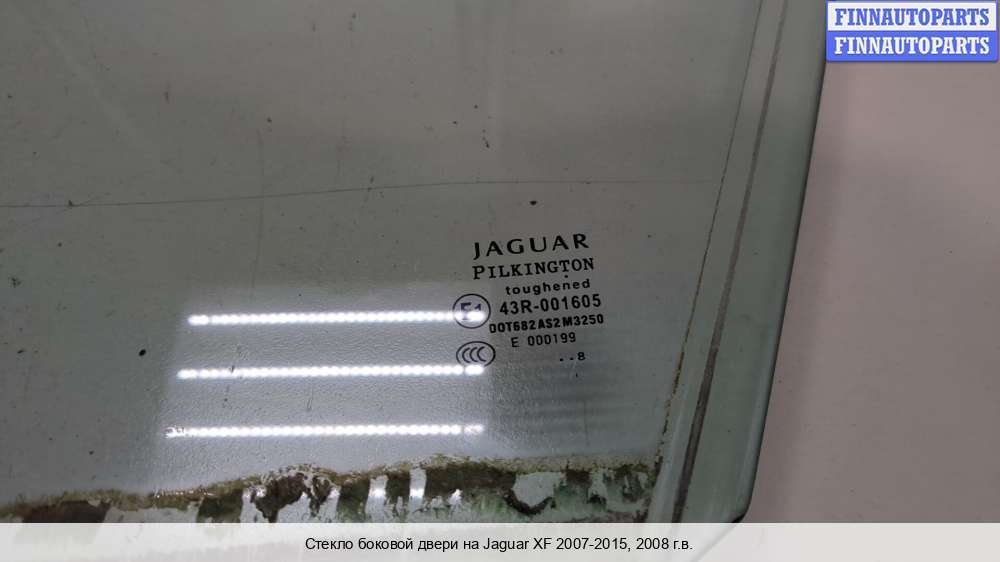 FINNAUTOPARTS
FINNAUTOPARTS
JAGUAR
PILKINGTON
toughened
E1 43R-001605
DOT682AS2M3250
E 000199
CCC
..8
Стекло боковой двери на Jaguar XF 2007-2015, 2008 г.в.